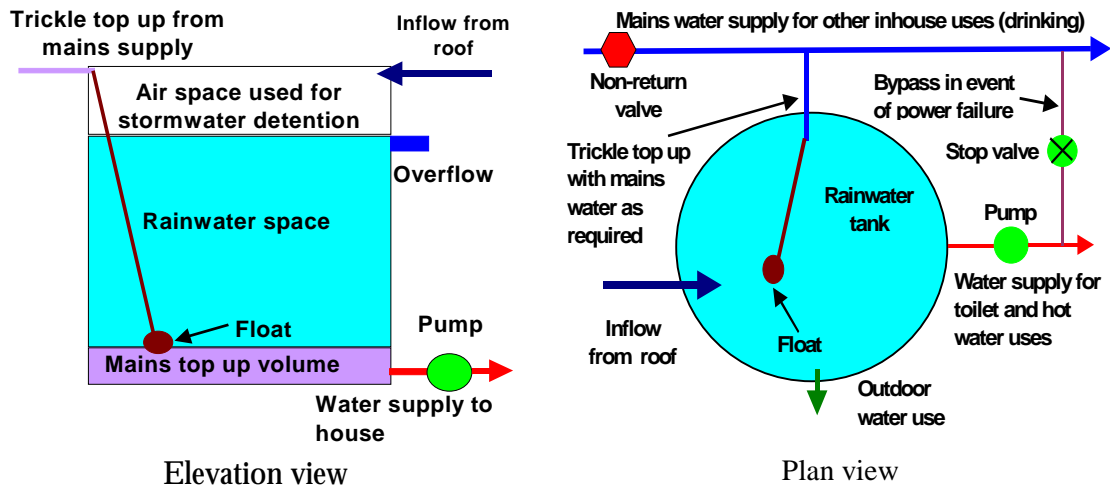 Trickle top up from
mains supply
Inflow from
roof
Air space used for
stormwater detention
Overflow
Rainwater space
Float
Pump
Mains top up volume
Water supply to
house
Elevation view
Mains water supply for other inhouse uses (drinking)
Non-return
valve
Bypass in event
of power failure
Trickle top up
with mains
water as
required
Stop valve
Rainwater
tank
Pump
Water supply for
toilet and hot
water uses
Inflow
from roof
Float
Outdoor
water use
Plan view